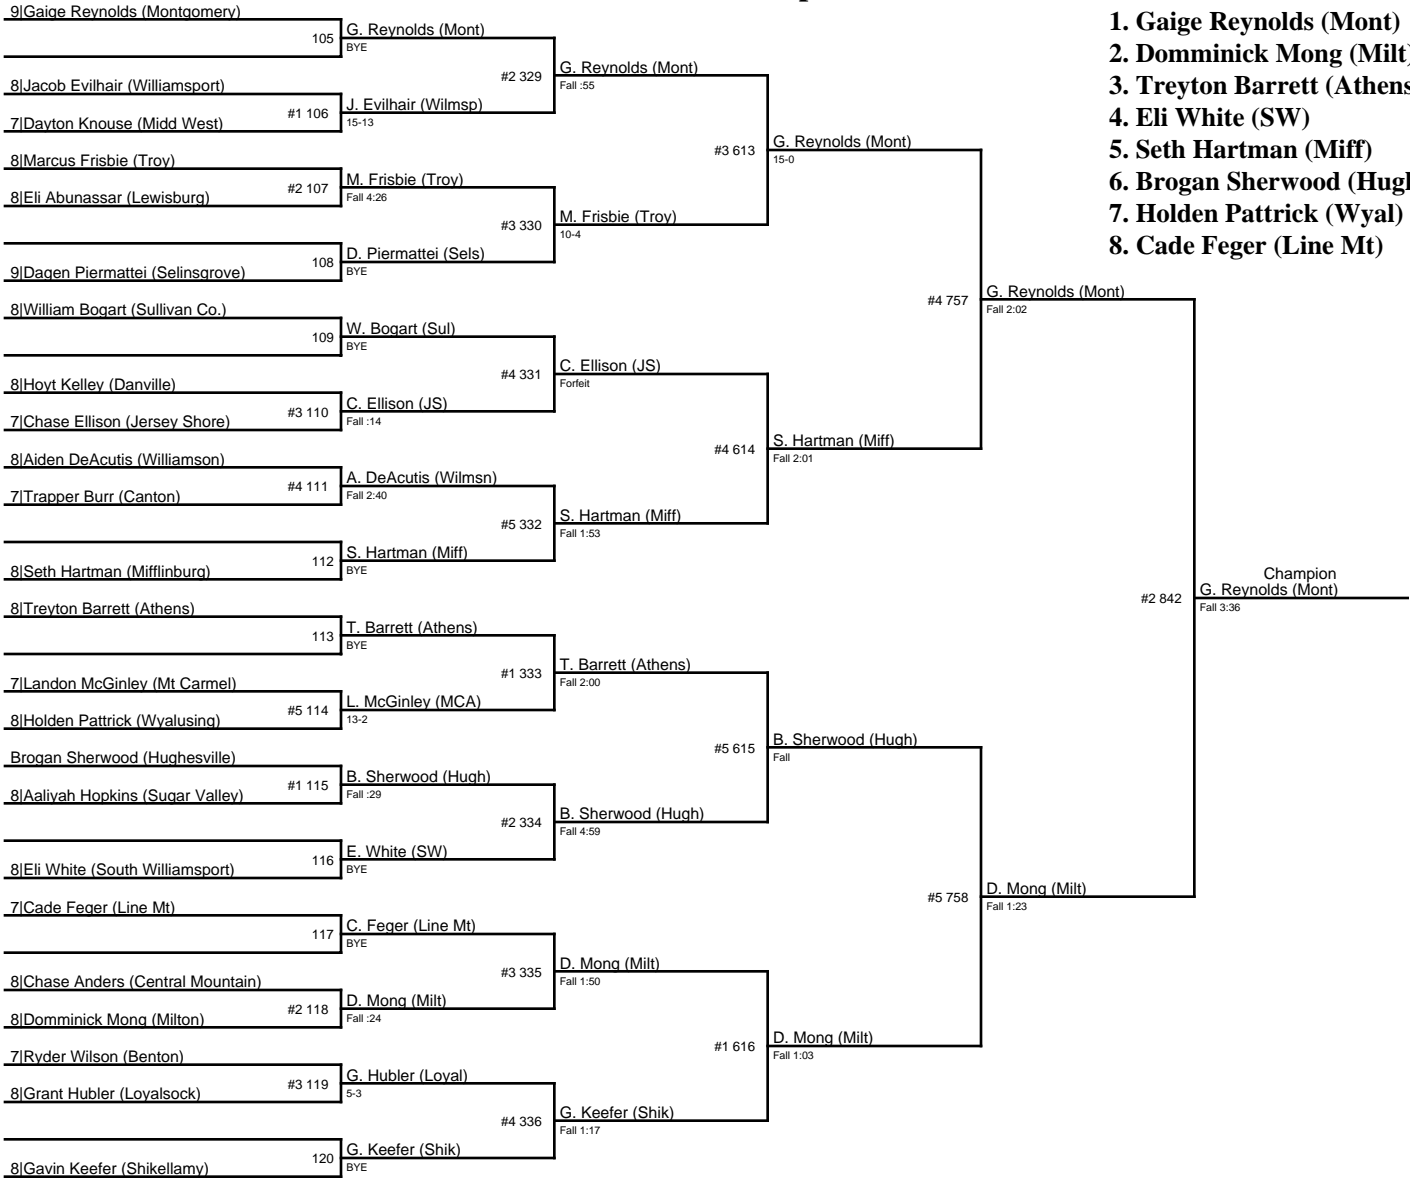 9|Gaige Reynolds (Montgomery)
105
G. Reynolds (Mont)
BYE
8|Jacob Evilhair (Williamsport)
7|Dayton Knouse (Midd West)
#1 106
J. Evilhair (Wilmsp)
15-13
#2 329
G. Reynolds (Mont)
Fall :55
8|Marcus Frisbie (Troy)
8|Eli Abunassar (Lewisburg)
#2 107
M. Frisbie (Troy)
Fall 4:26
9|Dagen Piermattei (Selinsgrove)
108
D. Piermattei (Sels)
BYE
#3 330
M. Frisbie (Troy)
10-4
#3 613
G. Reynolds (Mont)
15-0
8|William Bogart (Sullivan Co.)
109
W. Bogart (Sul)
BYE
8|Hoyt Kelley (Danville)
7|Chase Ellison (Jersey Shore)
#3 110
C. Ellison (JS)
Fall :14
#4 331
C. Ellison (JS)
Forfeit
8|Aiden DeAcutis (Williamson)
7|Trapper Burr (Canton)
#4 111
A. DeAcutis (Wilmsn)
Fall 2:40
8|Seth Hartman (Mifflinburg)
112
S. Hartman (Miff)
BYE
#5 332
S. Hartman (Miff)
Fall 1:53
#4 614
S. Hartman (Miff)
Fall 2:01
#4 757
G. Reynolds (Mont)
Fall 2:02
8|Treyton Barrett (Athens)
113
T. Barrett (Athens)
BYE
7|Landon McGinley (Mt Carmel)
8|Holden Pattrick (Wyalusing)
#5 114
L. McGinley (MCA)
13-2
#1 333
T. Barrett (Athens)
Fall 2:00
Brogan Sherwood (Hughesville)
8|Aaliyah Hopkins (Sugar Valley)
#1 115
B. Sherwood (Hugh)
Fall :29
8|Eli White (South Williamsport)
116
E. White (SW)
BYE
#2 334
B. Sherwood (Hugh)
Fall 4:59
#5 615
B. Sherwood (Hugh)
Fall
7|Cade Feger (Line Mt)
117
C. Feger (Line Mt)
BYE
8|Chase Anders (Central Mountain)
8|Domminick Mong (Milton)
#2 118
D. Mong (Milt)
Fall :24
#3 335
D. Mong (Milt)
Fall 1:50
7|Ryder Wilson (Benton)
8|Grant Hubler (Loyalsock)
#3 119
G. Hubler (Loyal)
5-3
8|Gavin Keefer (Shikellamy)
120
G. Keefer (Shik)
BYE
#4 336
G. Keefer (Shik)
Fall 1:17
#1 616
D. Mong (Milt)
Fall 1:03
#5 758
D. Mong (Milt)
Fall 1:23
#2 842
Champion
G. Reynolds (Mont)
Fall 3:36
1. Gaige Reynolds (Mont)
2. Domminick Mong (Milt)
3. Treyton Barrett (Athens
4. Eli White (SW)
5. Seth Hartman (Miff)
6. Brogan Sherwood (Hugh
7. Holden Pattrick (Wyal)
8. Cade Feger (Line Mt)